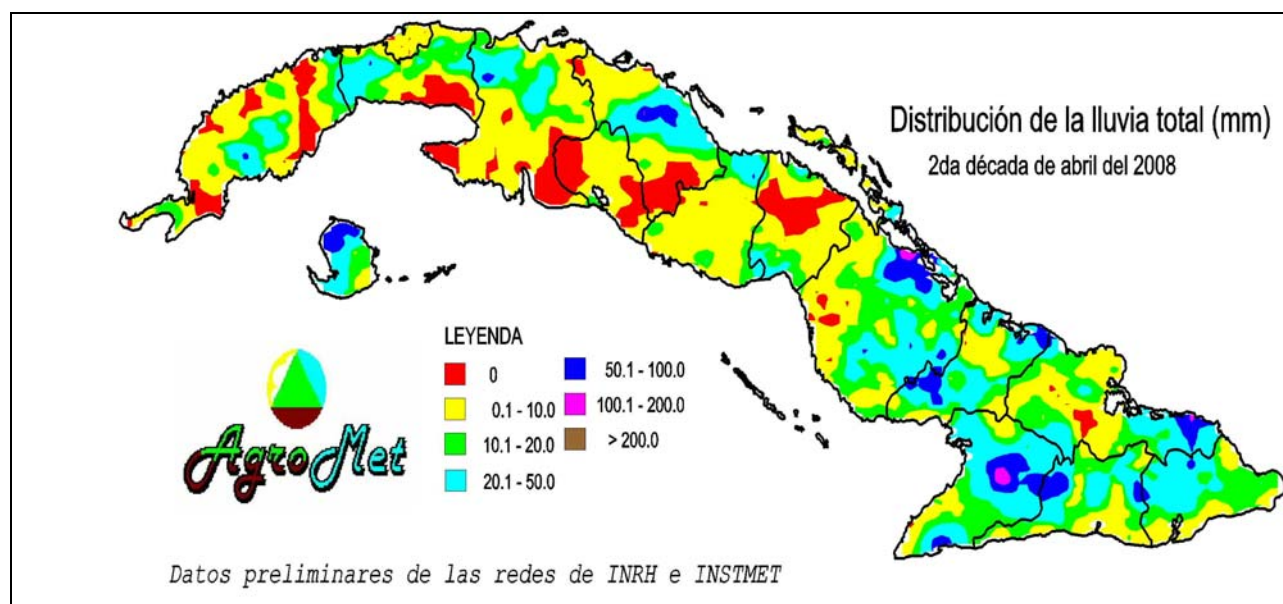 Distribución de la lluvia total (mm)
2da década de abril del 2008
LEYENDA
0
0.1 - 10.0
10.1 - 20.0
20.1 - 50.0
50.1 - 100.0
100.1 - 200.0
> 200.0
AgroMet
Datos preliminares de las redes de INRH e INSTMET